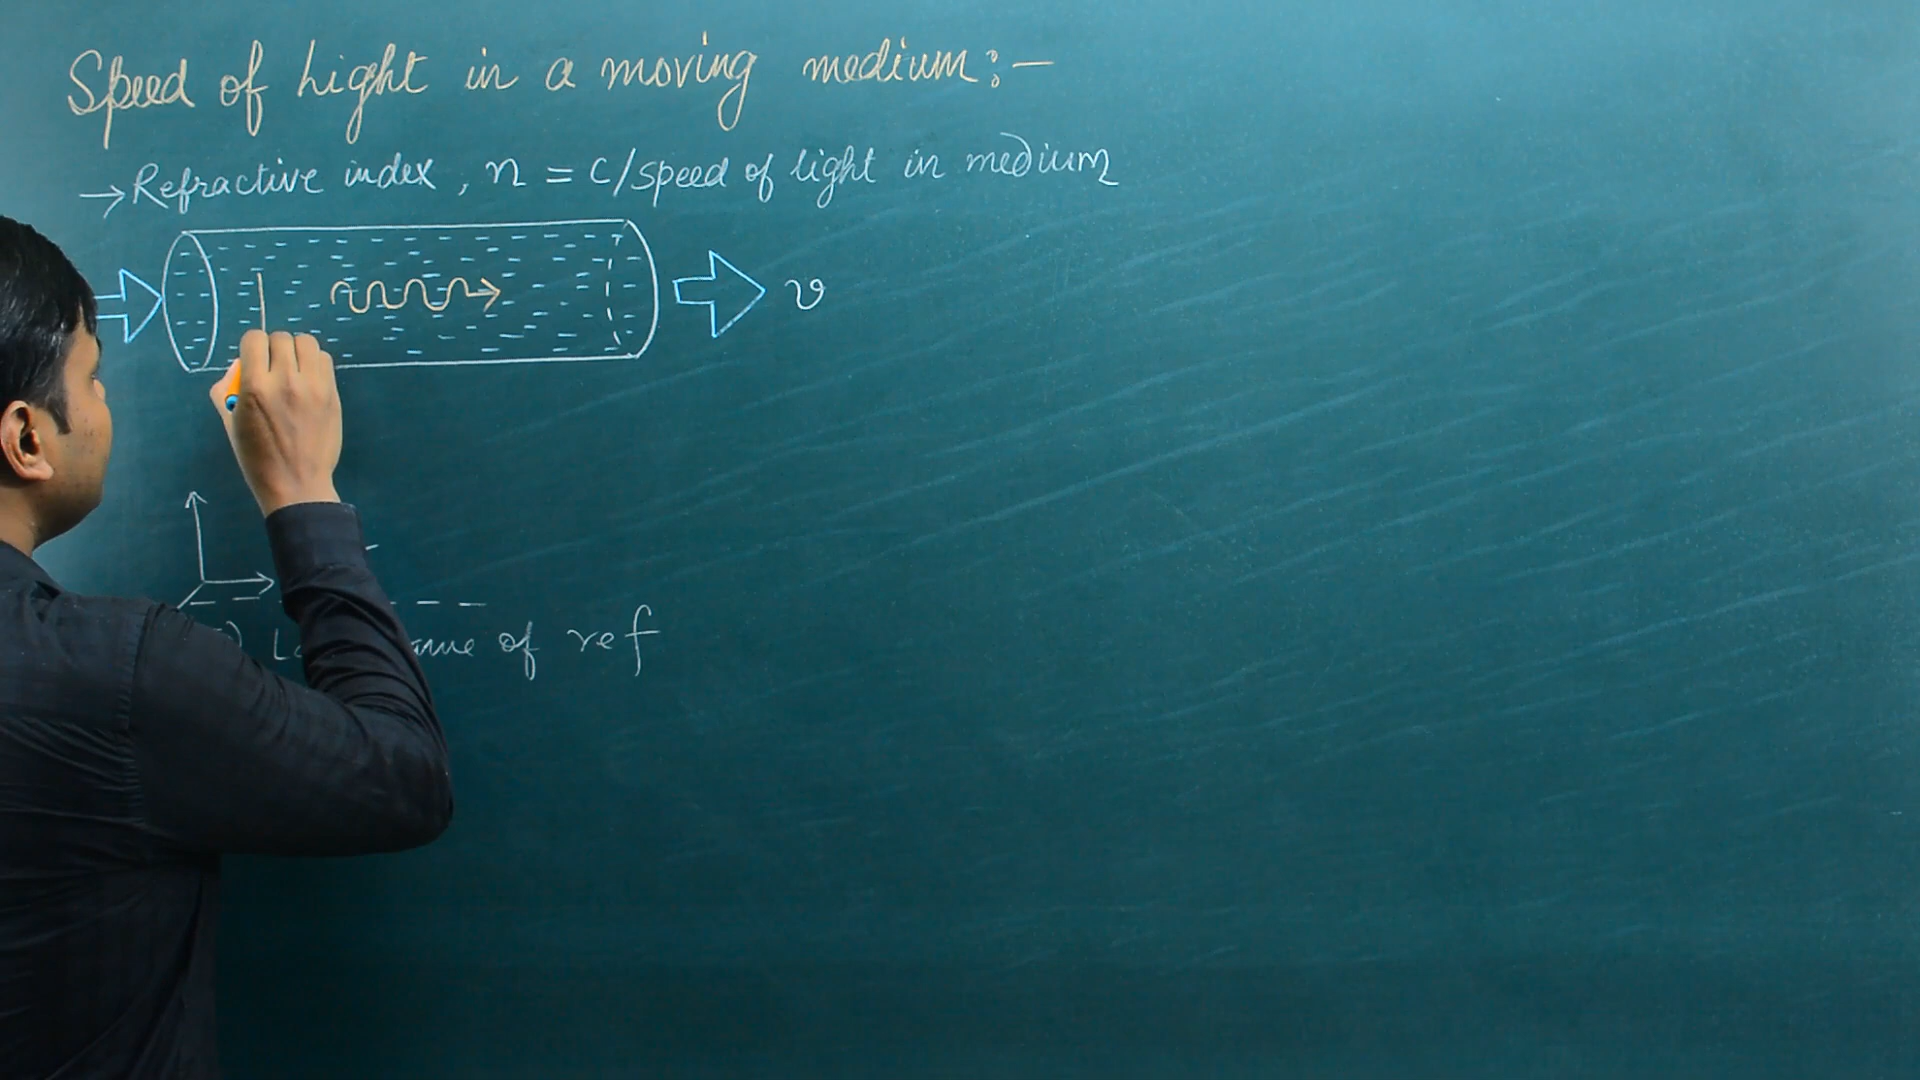 Speed of Light in a moving medium:-
→ Refractive index, n = c/speed of light in medium
v
of ref